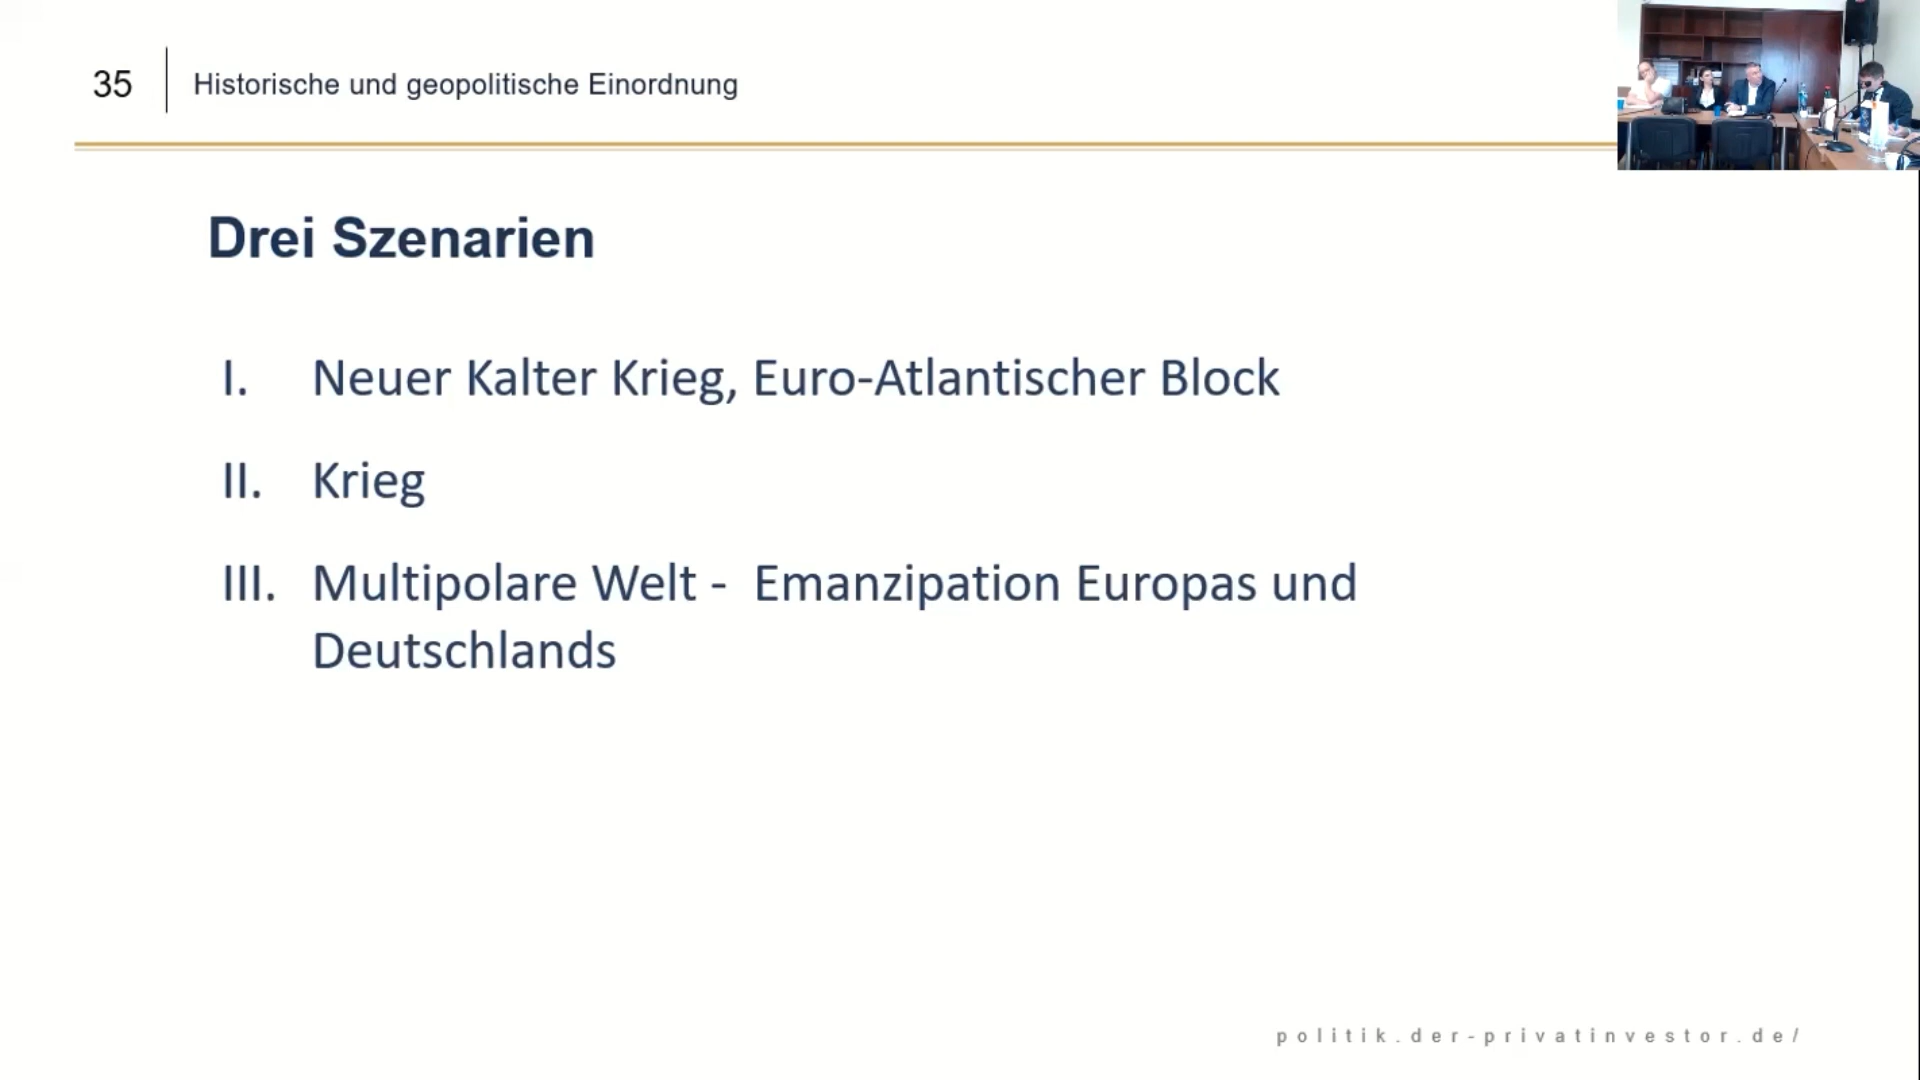 35
Historische und geopolitische Einordnung
Drei Szenarien
I. Neuer Kalter Krieg, Euro-Atlantischer Block
II. Krieg
III. Multipolare Welt - Emanzipation Europas und
Deutschlands
politik.der-privatinvestor.de/